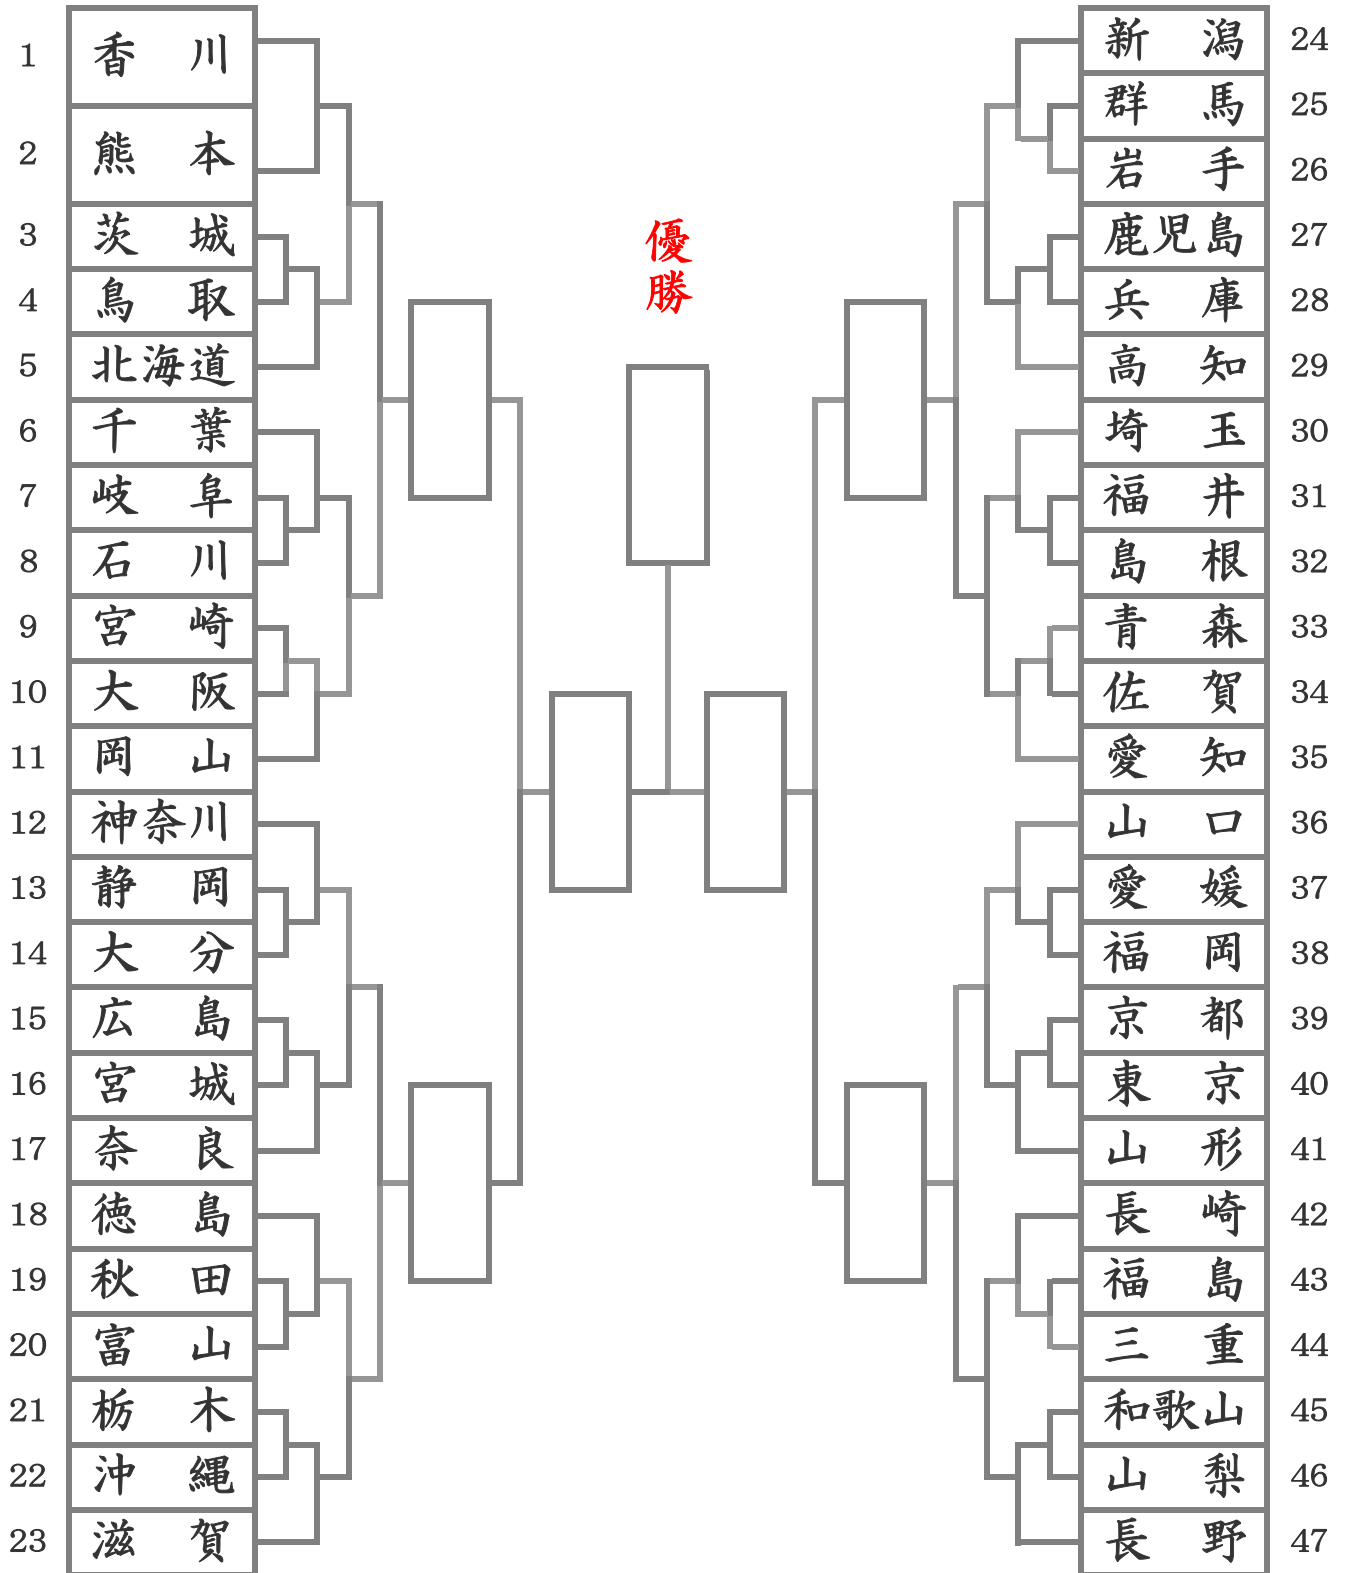 1 香川
2 熊本
3 茨城
4 鳥取
5 北海道
6 千葉
7 岐阜
8 石川
9 宮崎
10 大阪
11 岡山
12 神奈川
13 静岡
14 大分
15 広島
16 宮城
17 奈良
18 徳島
19 秋田
20 富山
21 栃木
22 沖縄
23 滋賀
優勝
新潟 24
群馬 25
岩手 26
鹿児島 27
兵庫 28
高知 29
埼玉 30
福井 31
島根 32
青森 33
佐賀 34
愛知 35
山口 36
愛媛 37
福岡 38
京都 39
東京 40
山形 41
長崎 42
福島 43
三重 44
和歌山 45
山梨 46
長野 47